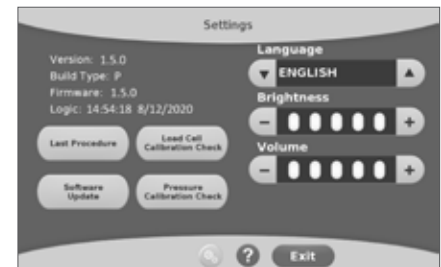 Settings
Version: 1.5.0
Build Type: P
Firmware: 1.5.0
Logic: 14:54:18 8/12/2020
Last Procedure
Load Cell
Calibration Check
Software
Update
Pressure
Calibration Check
Language
▼ ENGLISH ▲
Brightness
− +
Volume
− +
? Exit